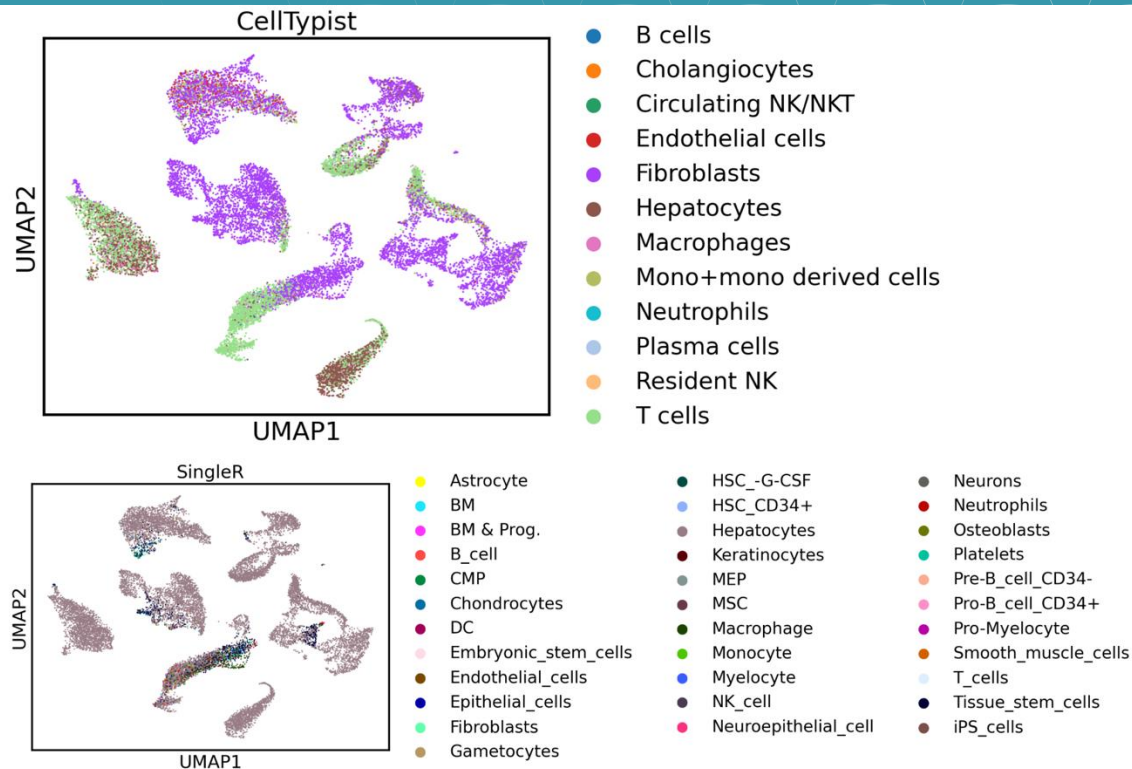 CellTypist
UMAP2
UMAP1
B cells
Cholangiocytes
Circulating NK/NKT
Endothelial cells
Fibroblasts
Hepatocytes
Macrophages
Mono+mono derived cells
Neutrophils
Plasma cells
Resident NK
T cells
SingleR
UMAP2
UMAP1
Astrocyte
BM
BM & Prog.
B_cell
CMP
Chondrocytes
DC
Embryonic_stem_cells
Endothelial_cells
Epithelial_cells
Fibroblasts
Gametocytes
HSC_-G-CSF
HSC_CD34+
Hepatocytes
Keratinocytes
MEP
MSC
Macrophage
Monocyte
Myelocyte
NK_cell
Neuroepithelial_cell
Neurons
Neutrophils
Osteoblasts
Platelets
Pre-B_cell_CD34-
Pro-B_cell_CD34+
Pro-Myelocyte
Smooth_muscle_cells
T_cells
Tissue_stem_cells
iPS_cells